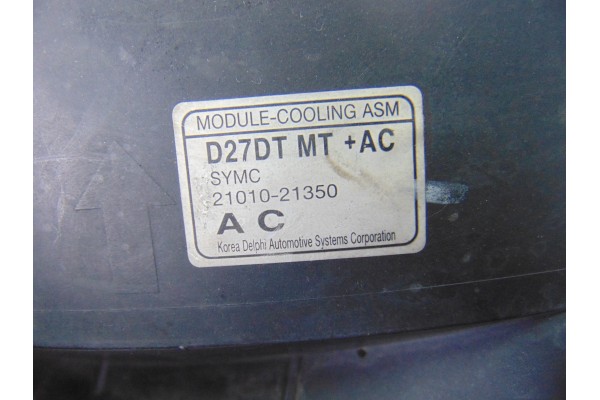 MODULE-COOLING ASM
D27DT MT +AC
SYMC
21010-21350
A C
Korea Delphi Automotive Systems Corporation